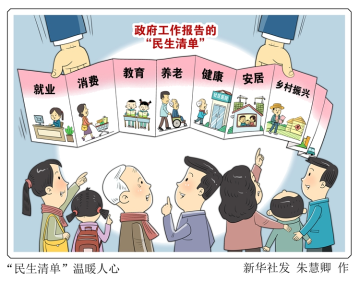 政府工作报告的
“民生清单”
就业
消费
教育
养老
健康
安居
乡村振兴
“民生清单”温暖人心
新华社发 朱慧卿 作